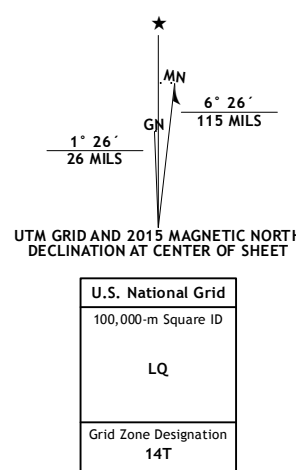 ★
MN
GN
6° 26´
115 MILS
1° 26´
26 MILS
UTM GRID AND 2015 MAGNETIC NORTH
DECLINATION AT CENTER OF SHEET
U.S. National Grid
100,000-m Square ID
LQ
Grid Zone Designation
14T